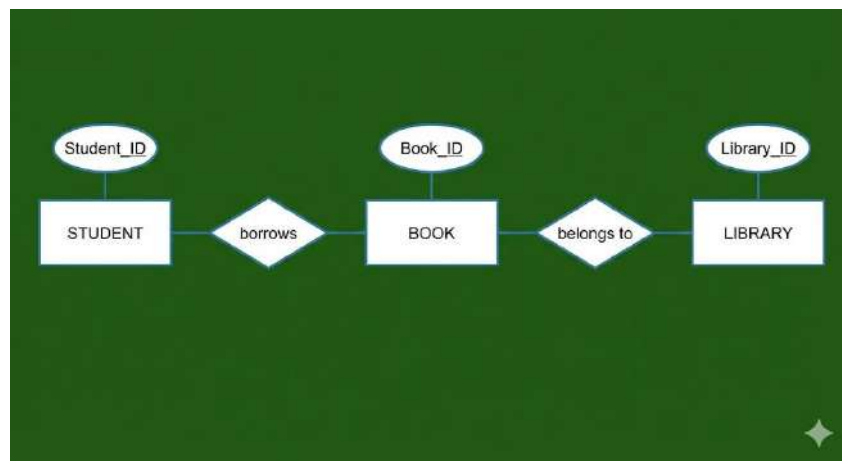 Student_ID
Book_ID
Library_ID
STUDENT
borrows
BOOK
belongs to
LIBRARY